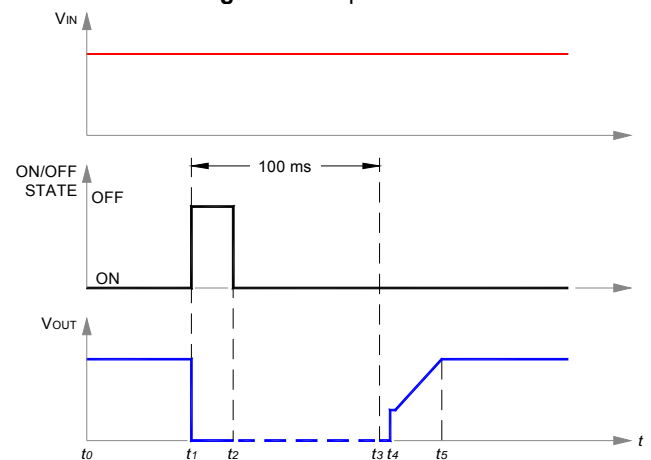 VIN
100 ms
ON/OFF
STATE
OFF
ON
VOUT
t
t0 t1 t2 t3 t4 t5